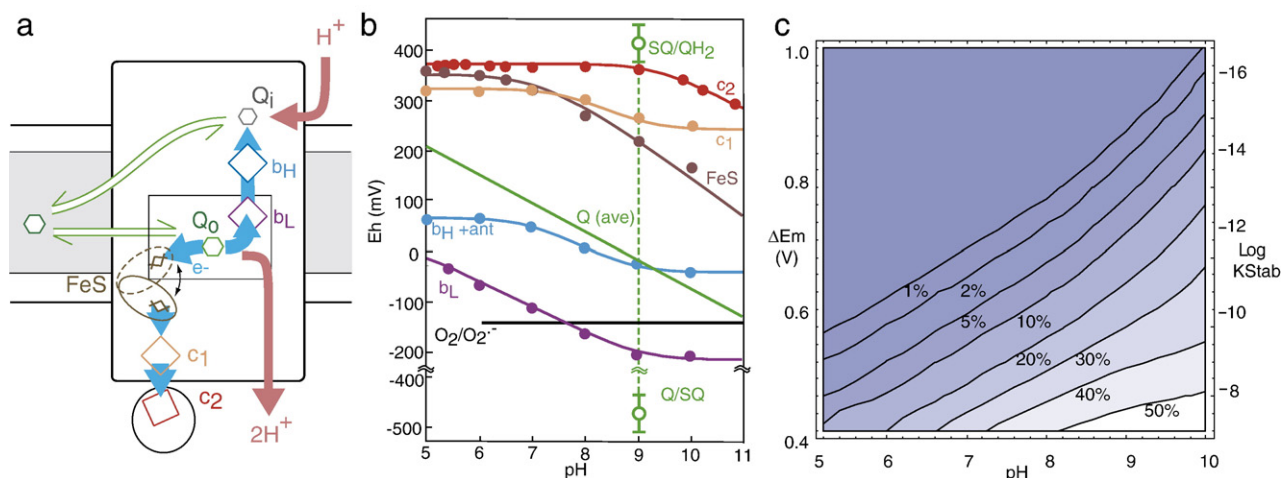 a
H+
Qi
bH
bL
Qo
e-
FeS
c1
c2
2H+
b
Eh (mV)
400
300
200
100
0
-100
-200
-400
-500
SQ/QH2
c2
c1
FeS
Q (ave)
bH +ant
bL
O2/O2·-
Q/SQ
5 6 7 8 9 10 11
pH
c
1.0
0.8
ΔEm
(V)
0.6
0.4
1% 2%
5% 10%
20% 30%
40%
50%
-16
-14
-12
Log
KStab
-10
-8
5 6 7 8 9 10
pH